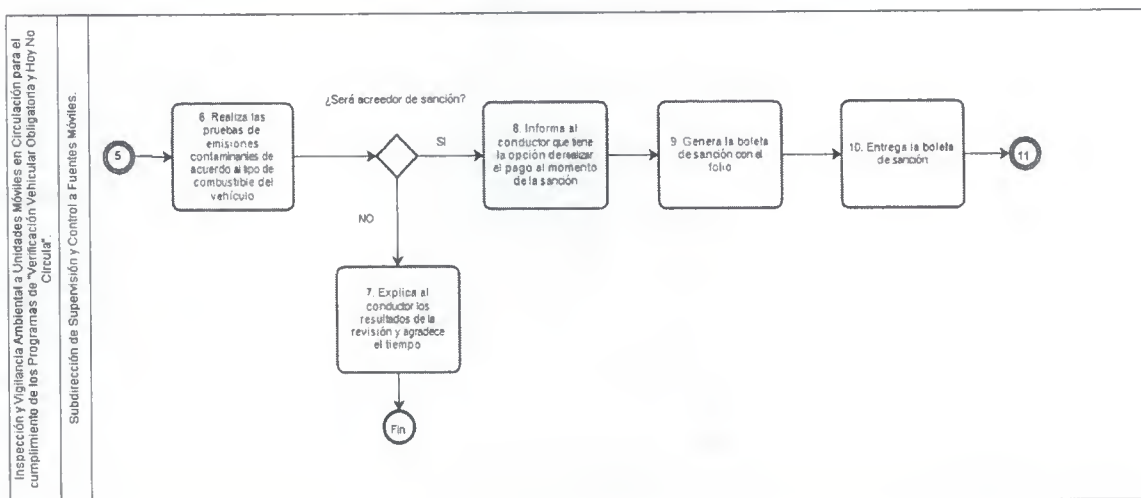 Inspección y Vigilancia Ambiental a Unidades Móviles en Circulación para el
cumplimiento de los Programas de "Verificación Vehicular Obligatoria y Hoy No
Circula".
Subdirección de Supervisión y Control a Fuentes Móviles.
5
6. Realiza las
pruebas de
emisiones
contaminantes de
acuerdo al tipo de
combustible del
vehículo
¿Será acreedor de sanción?
SI
NO
7. Explica al
conductor los
resultados de la
revisión y agradece
el tiempo
Fin
8. Informa al
conductor que tiene
la opción de realizar
el pago al momento
de la sanción
9. Genera la boleta
de sanción con el
folio
10. Entrega la boleta
de sanción
11